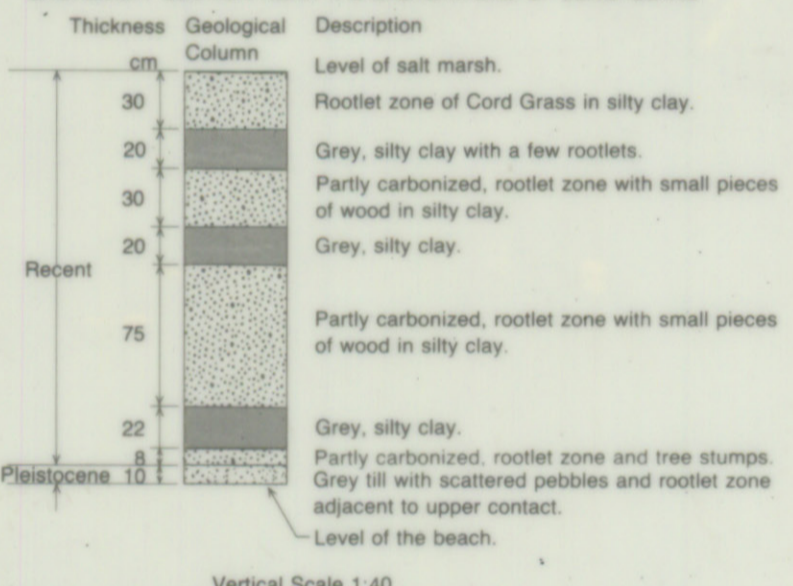 Thickness Geological Description
cm Column
Level of salt marsh.
30 Rootlet zone of Cord Grass in silty clay.
20 Grey, silty clay with a few rootlets.
30 Partly carbonized, rootlet zone with small pieces
of wood in silty clay.
20 Grey, silty clay.
Recent
75 Partly carbonized, rootlet zone with small pieces
of wood in silty clay.
22 Grey, silty clay.
8 Partly carbonized, rootlet zone and tree stumps.
Pleistocene 10 Grey till with scattered pebbles and rootlet zone
adjacent to upper contact.
Level of the beach.
Vertical Scale 1:40